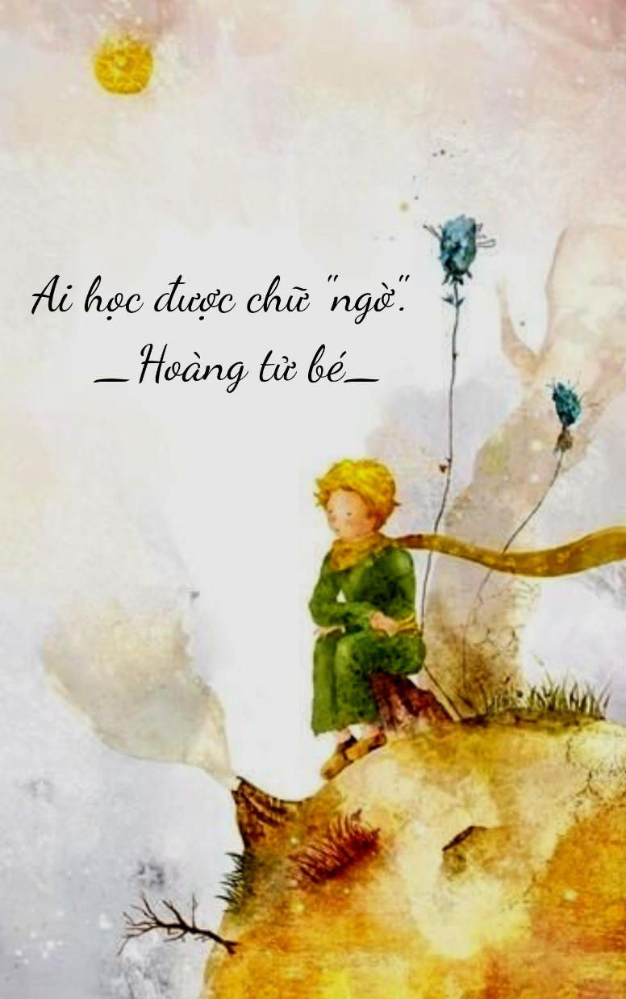 Ai học được chữ "ngờ".
_Hoàng tử bé_